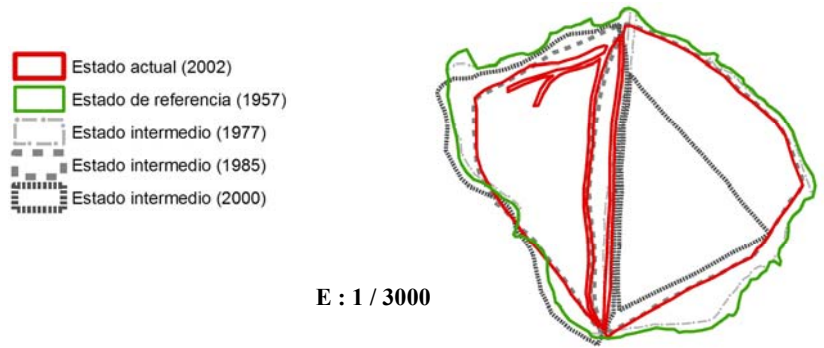 Estado actual (2002)
Estado de referencia (1957)
Estado intermedio (1977)
Estado intermedio (1985)
Estado intermedio (2000)
E : 1 / 3000